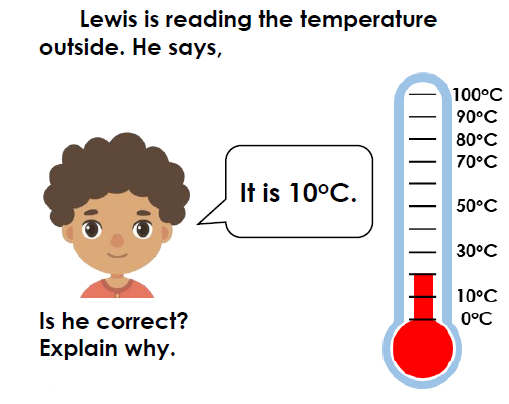 Lewis is reading the temperature
outside. He says,
It is 10°C.
Is he correct?
Explain why.
100°C
90°C
80°C
70°C
50°C
30°C
10°C
0°C